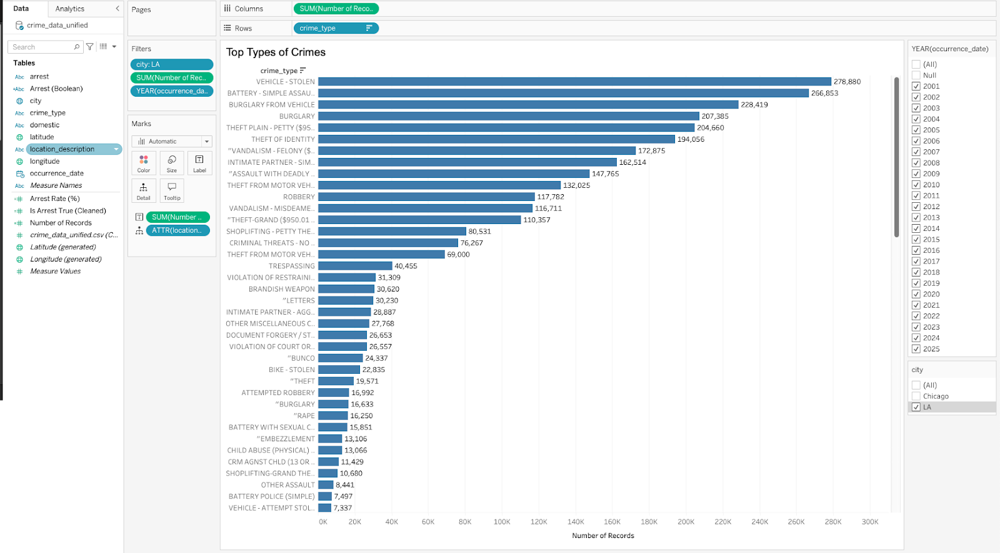 Data
Analytics
crime_data_unified
Search
Tables
Abc arrest
=Abc Arrest (Boolean)
city
Abc crime_type
Abc domestic
latitude
Abc location_description
longitude
occurrence_date
Abc Measure Names
=# Arrest Rate (%)
=# Is Arrest True (Cleaned)
=# Number of Records
# crime_data_unified.csv (C...
Latitude (generated)
Longitude (generated)
# Measure Values
Pages
Filters
city: LA
SUM(Number of Rec..
YEAR(occurrence_da..
Marks
Automatic
Color
Size
Label
Detail
Tooltip
SUM(Number ..
ATTR(location..
Columns
SUM(Number of Reco..
Rows
crime_type
Top Types of Crimes
crime_type
VEHICLE - STOLEN 278,880
BATTERY - SIMPLE ASSAU.. 266,853
BURGLARY FROM VEHICLE 228,419
BURGLARY 207,385
THEFT PLAIN - PETTY ($95.. 204,660
THEFT OF IDENTITY 194,056
"VANDALISM - FELONY ($.. 172,875
INTIMATE PARTNER - SIM.. 162,514
"ASSAULT WITH DEADLY .. 147,765
THEFT FROM MOTOR VEH.. 132,025
ROBBERY 117,782
VANDALISM - MISDEAME.. 116,711
"THEFT-GRAND ($950.01 .. 110,357
SHOPLIFTING - PETTY THE.. 80,531
CRIMINAL THREATS - NO .. 76,267
THEFT FROM MOTOR VEH.. 69,000
TRESPASSING 40,455
VIOLATION OF RESTRAINI.. 31,309
BRANDISH WEAPON 30,620
"LETTERS 30,230
INTIMATE PARTNER - AGG.. 28,887
OTHER MISCELLANEOUS C.. 27,768
DOCUMENT FORGERY / ST.. 26,653
VIOLATION OF COURT OR.. 26,557
"BUNCO 24,337
BIKE - STOLEN 22,835
"THEFT 19,571
ATTEMPTED ROBBERY 16,992
"BURGLARY 16,633
"RAPE 16,250
BATTERY WITH SEXUAL C.. 15,851
"EMBEZZLEMENT 13,106
CHILD ABUSE (PHYSICAL) .. 13,066
CRM AGNST CHLD (13 OR .. 11,429
SHOPLIFTING-GRAND THE.. 10,680
OTHER ASSAULT 8,441
BATTERY POLICE (SIMPLE) 7,497
VEHICLE - ATTEMPT STOL.. 7,337
0K 20K 40K 60K 80K 100K 120K 140K 160K 180K 200K 220K 240K 260K 280K 300K
Number of Records
YEAR(occurrence_date)
(All)
Null
2001
2002
2003
2004
2005
2006
2007
2008
2009
2010
2011
2012
2013
2014
2015
2016
2017
2018
2019
2020
2021
2022
2023
2024
2025
city
(All)
Chicago
LA